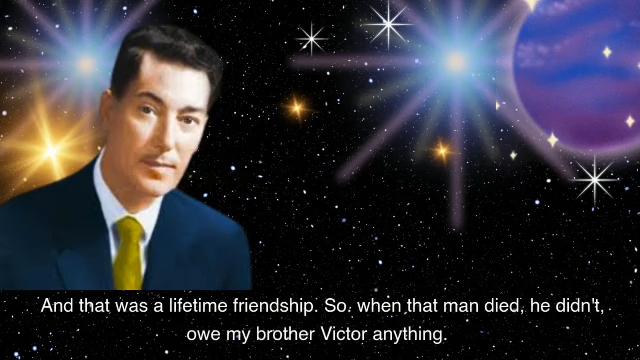 And that was a lifetime friendship. So. when that man died, he didn't,
owe my brother Victor anything.